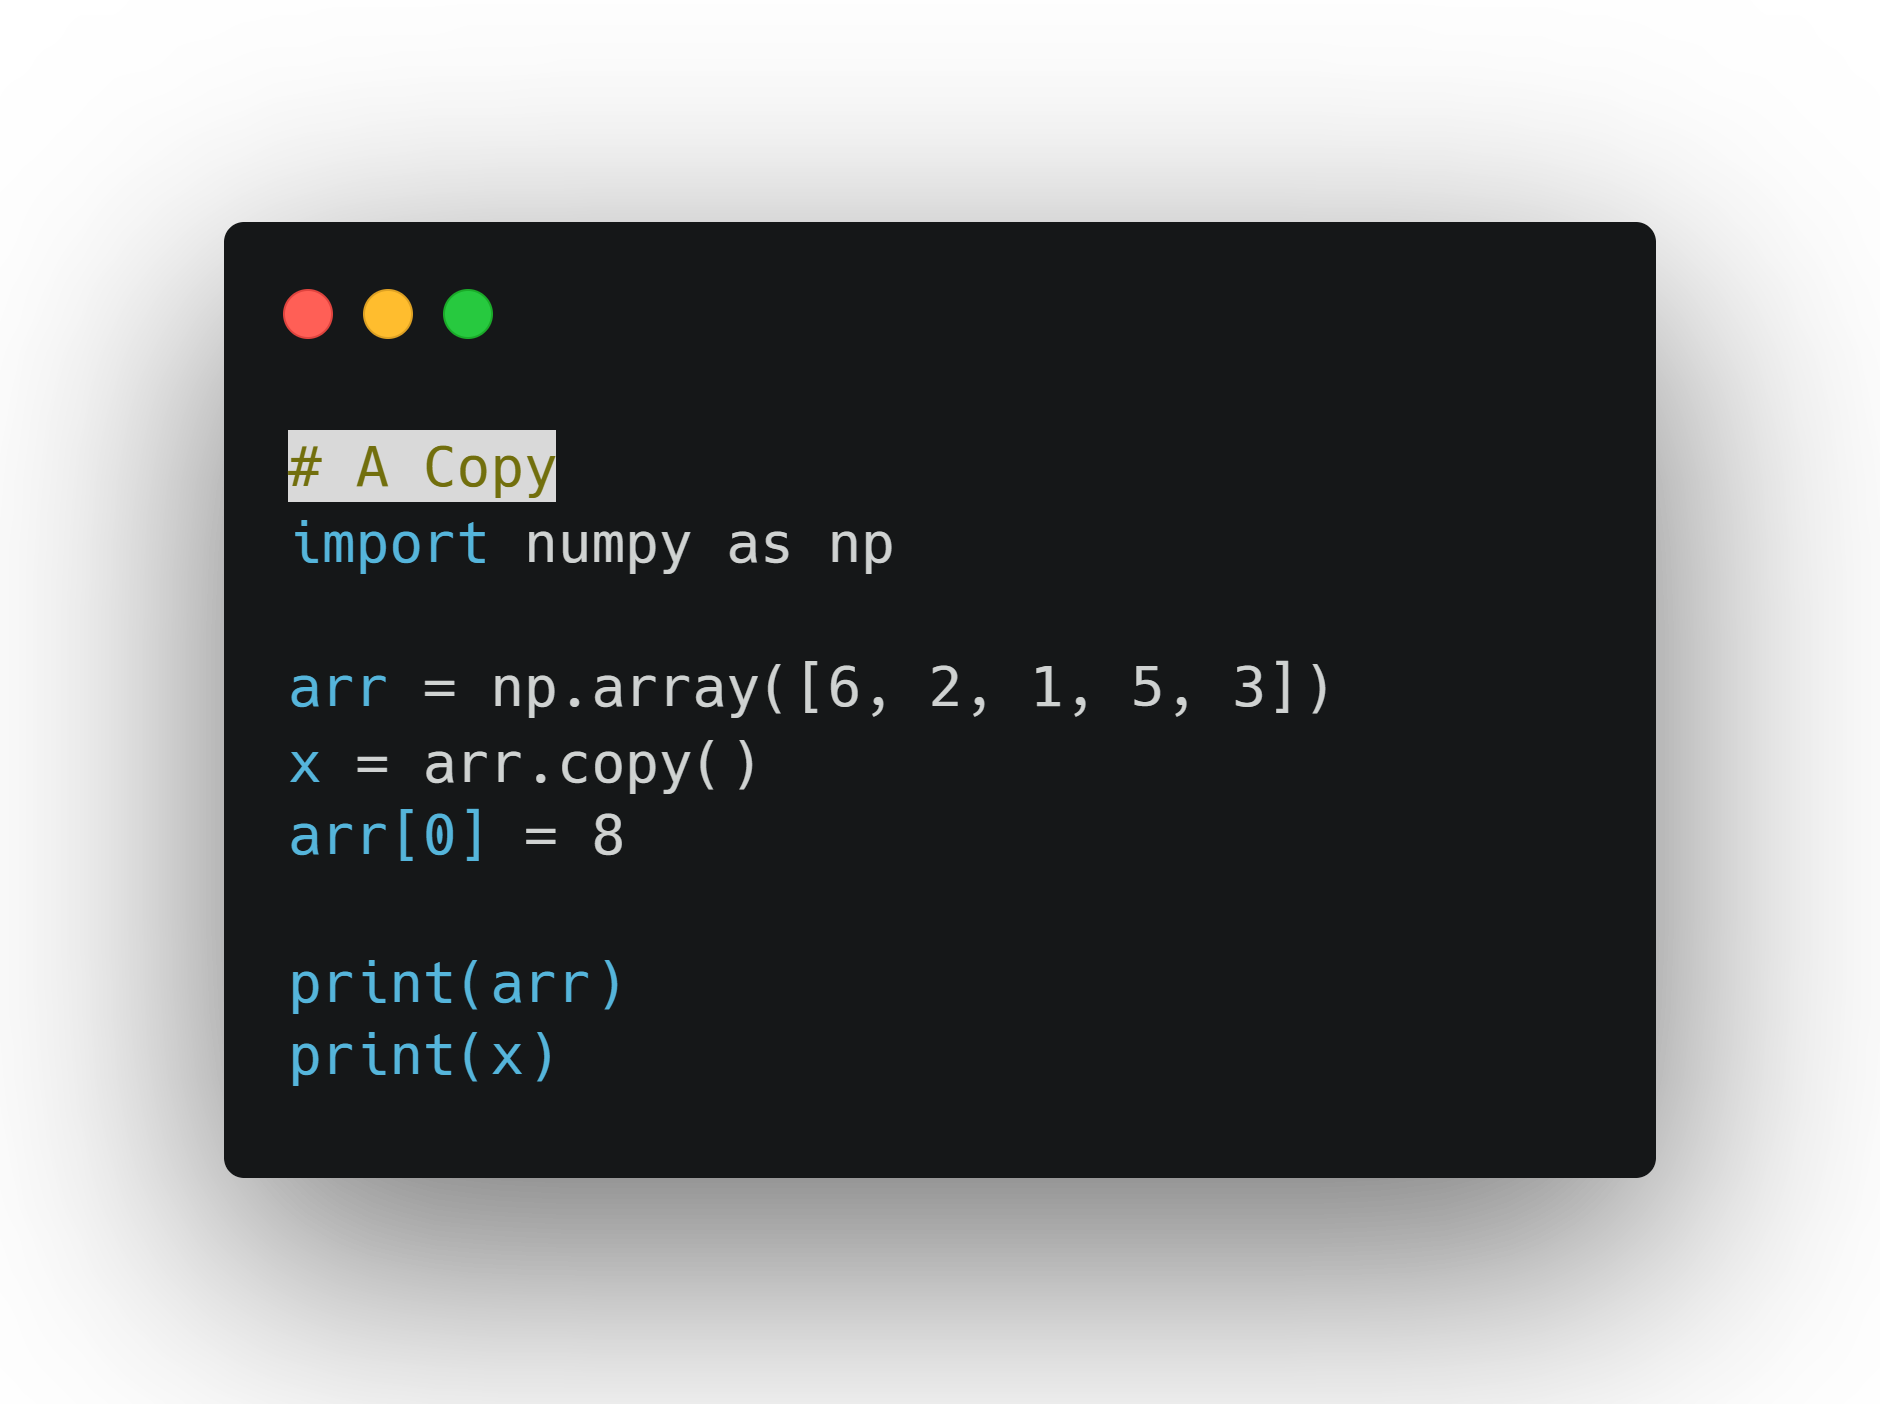 # A Copy
import numpy as np
arr = np.array([6, 2, 1, 5, 3])
x = arr.copy()
arr[0] = 8
print(arr)
print(x)